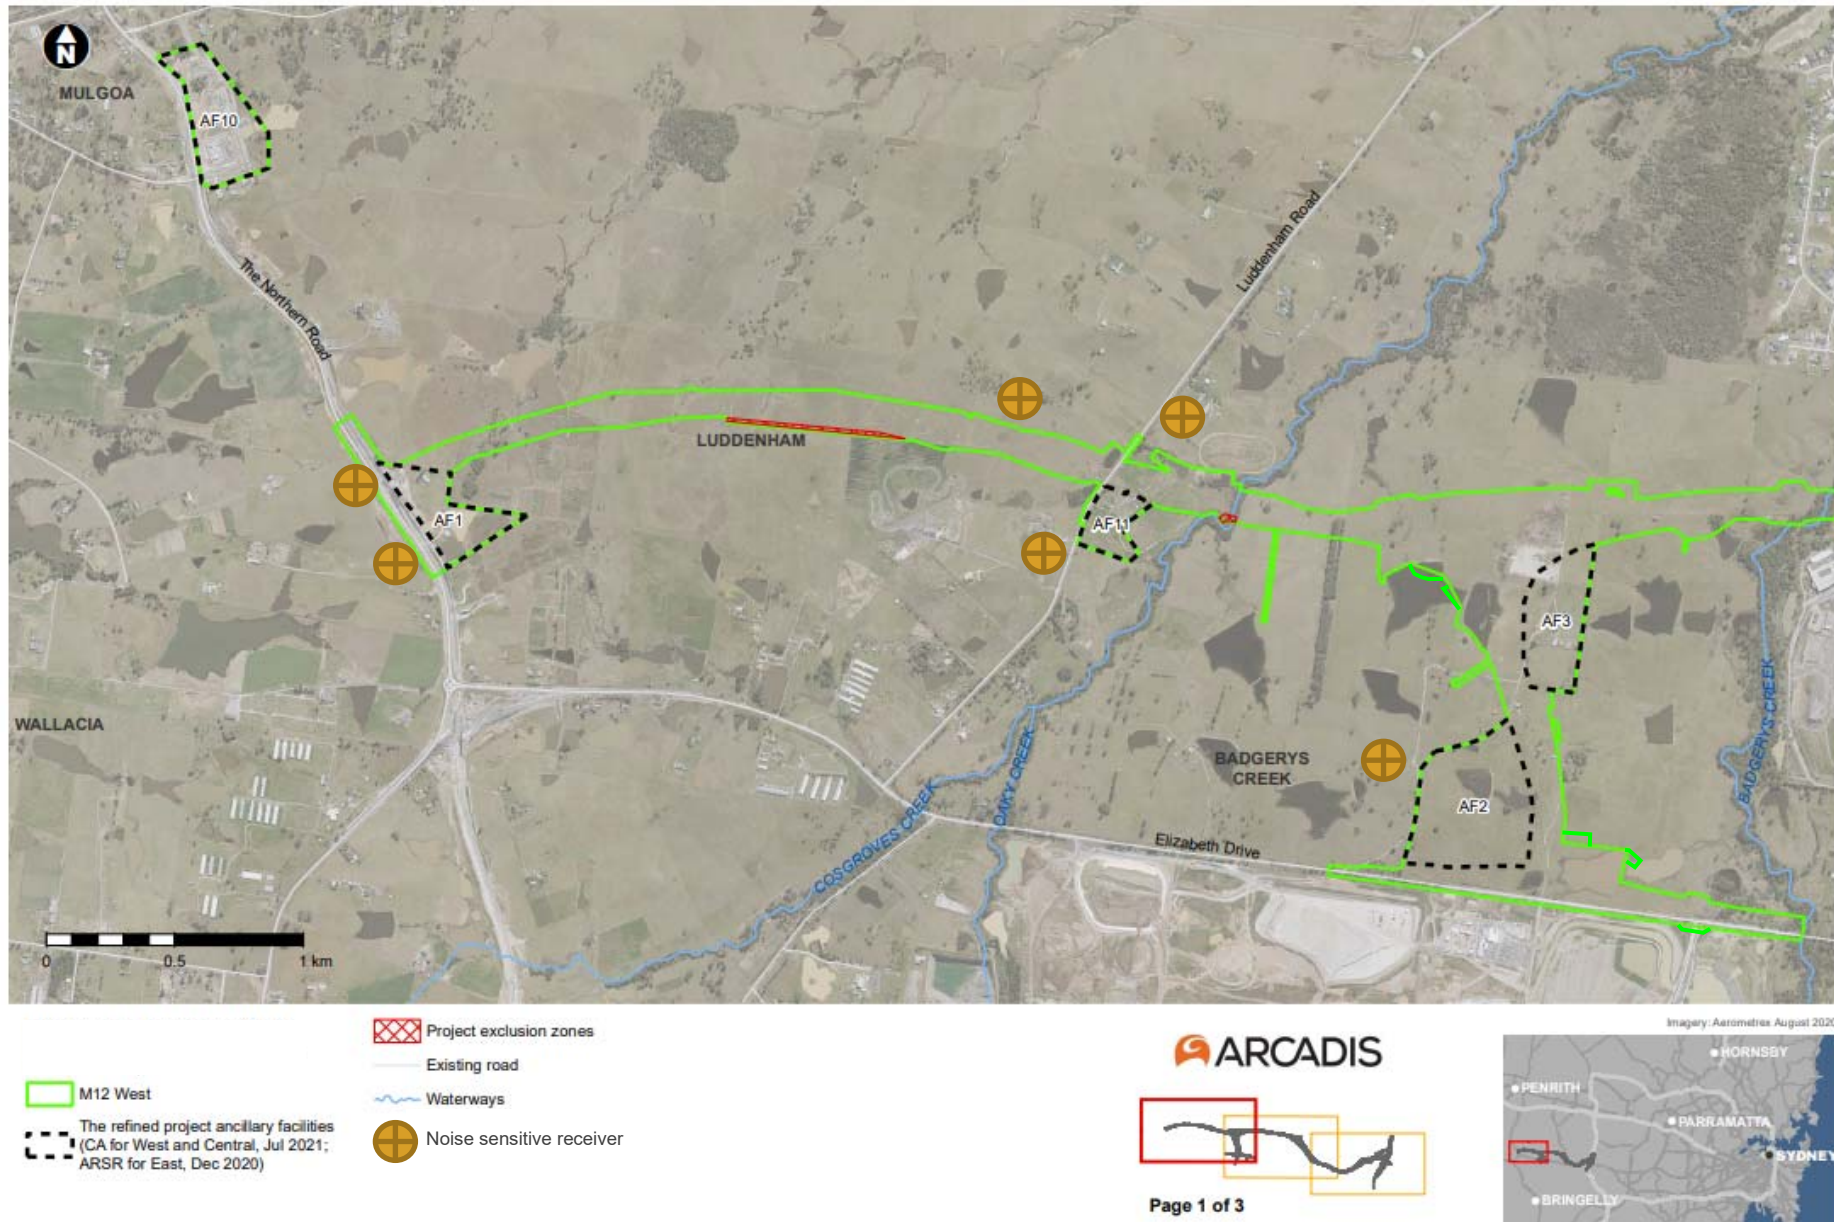 N
MULGOA
AF10
The Northern Road
Luddenham Road
LUDDENHAM
AF1
AF11
AF3
WALLACIA
BADGERYS
CREEK
AF2
BADGERYS CREEK
OAKY CREEK
COSGROVES CREEK
Elizabeth Drive
0 0.5 1 km
Imagery: Aerometrex August 2020
Project exclusion zones
Existing road
M12 West
Waterways
The refined project ancillary facilities
(CA for West and Central, Jul 2021;
ARSR for East, Dec 2020)
Noise sensitive receiver
ARCADIS
Page 1 of 3
HORNSBY
PENRITH
PARRAMATTA
SYDNEY
BRINGELLY